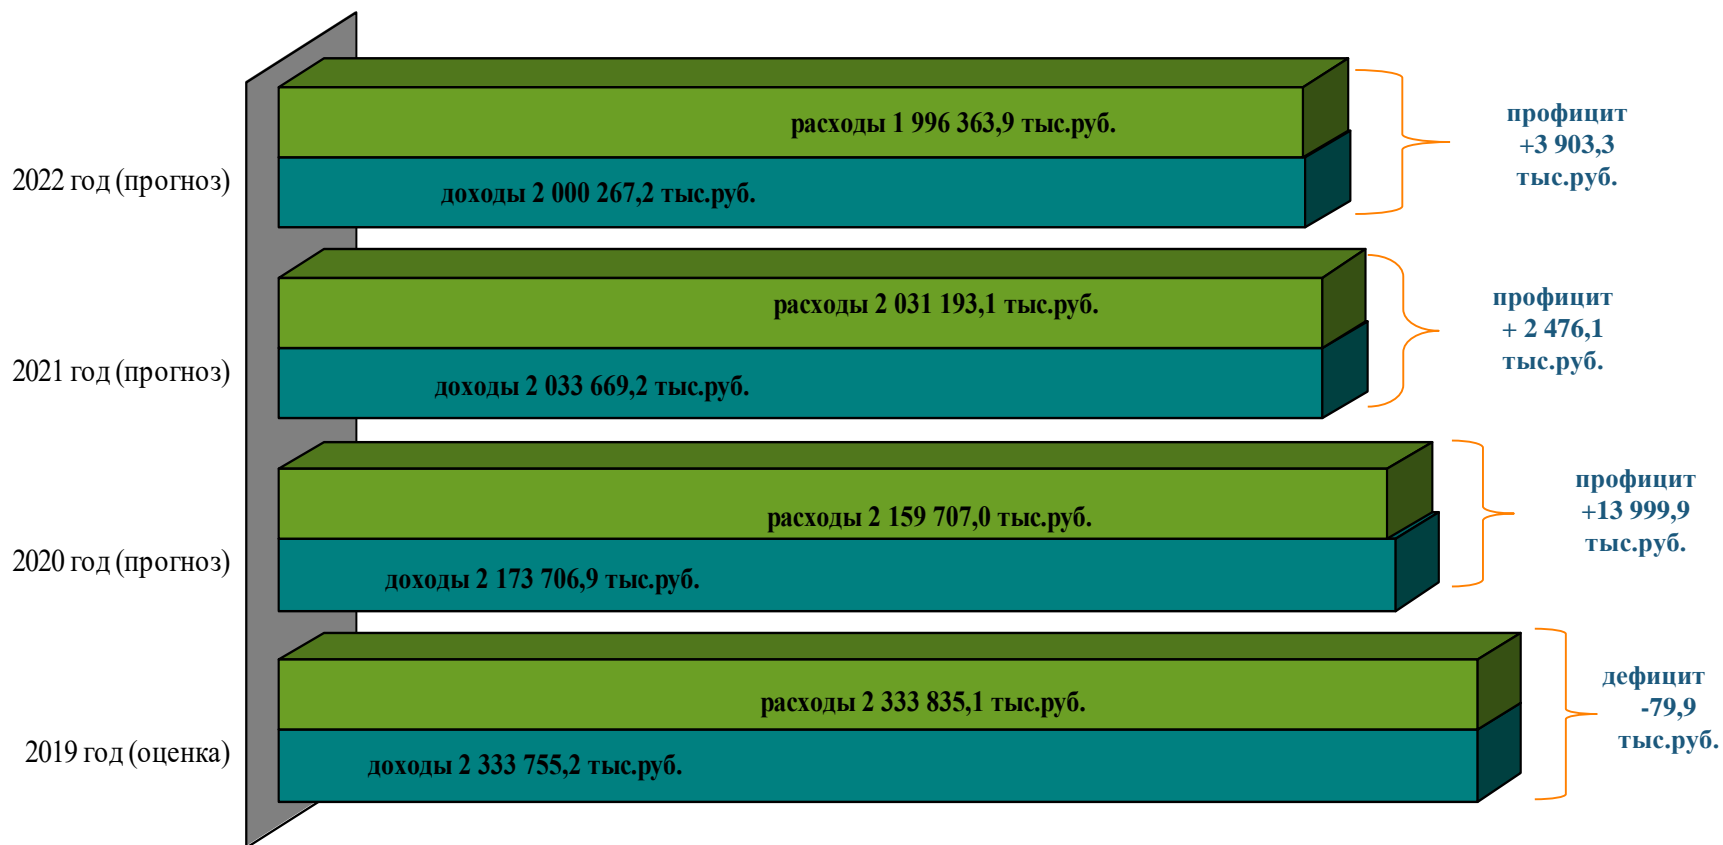 расходы 1 996 363,9 тыс.руб.
2022 год (прогноз)
доходы 2 000 267,2 тыс.руб.
профицит
+3 903,3
тыс.руб.
расходы 2 031 193,1 тыс.руб.
2021 год (прогноз)
доходы 2 033 669,2 тыс.руб.
профицит
+ 2 476,1
тыс.руб.
расходы 2 159 707,0 тыс.руб.
2020 год (прогноз)
доходы 2 173 706,9 тыс.руб.
профицит
+13 999,9
тыс.руб.
расходы 2 333 835,1 тыс.руб.
2019 год (оценка)
доходы 2 333 755,2 тыс.руб.
дефицит
-79,9
тыс.руб.